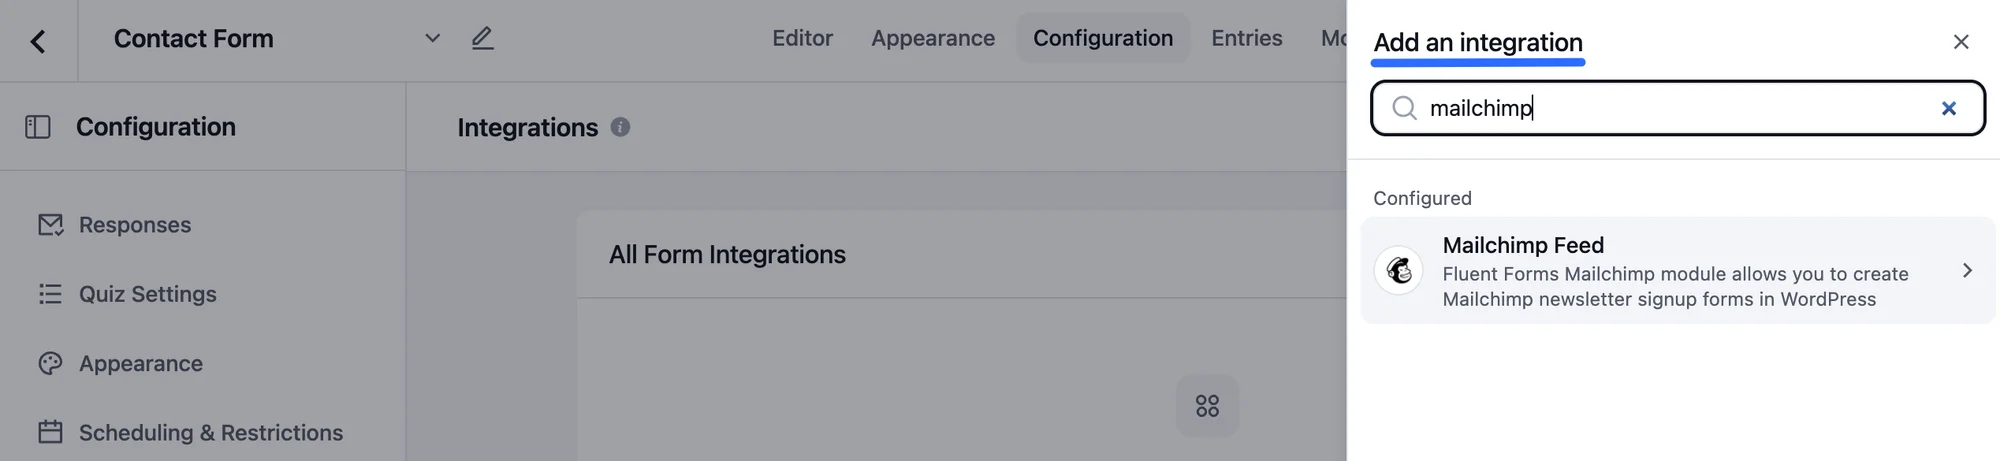 Contact Form
Editor
Appearance
Configuration
Entries
Configuration
Responses
Quiz Settings
Appearance
Scheduling & Restrictions
Integrations
All Form Integrations
Add an integration
mailchimp
Configured
Mailchimp Feed
Fluent Forms Mailchimp module allows you to create
Mailchimp newsletter signup forms in WordPress